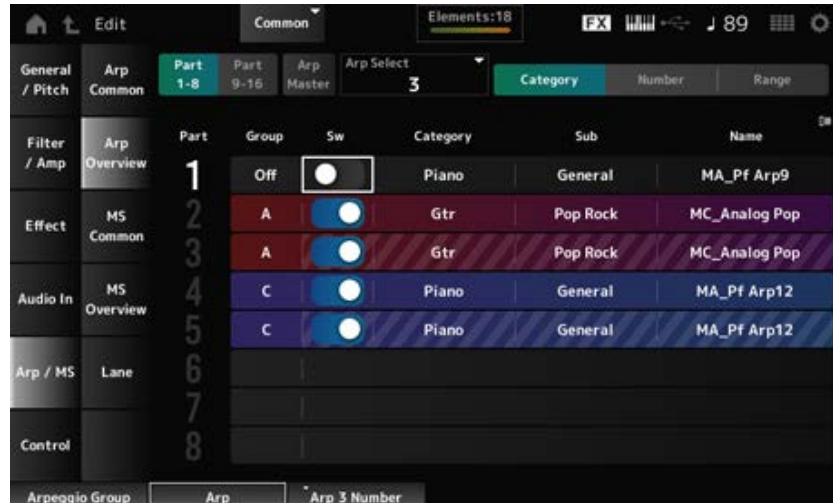 Edit Common Elements:18 FX 89
General / Pitch
Arp Common
Part 1-8
Part 9-16
Arp Master
Arp Select
3
Category Number Range
Filter / Amp
Arp Overview
Part Group Sw Category Sub Name
1 Off Piano General MA_Pf Arp9
Effect
MS Common
2 A Gtr Pop Rock MC_Analog Pop
3 A Gtr Pop Rock MC_Analog Pop
Audio In
MS Overview
4 C Piano General MA_Pf Arp12
5 C Piano General MA_Pf Arp12
Arp / MS
Lane
6
7
Control
8
Arpeggio Group Arp Arp 3 Number